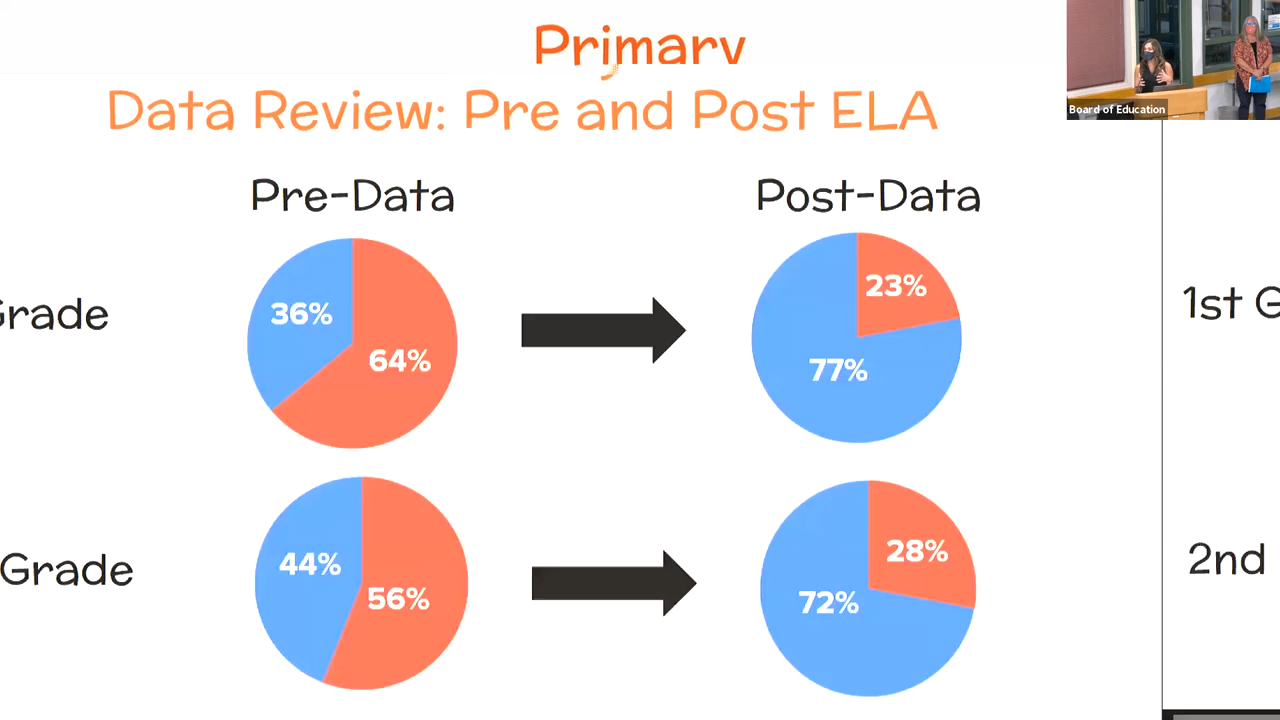 Primary
Data Review: Pre and Post ELA
Board of Education
Pre-Data
Post-Data
Grade
36%
64%
23%
77%
1st G
Grade
44%
56%
28%
72%
2nd